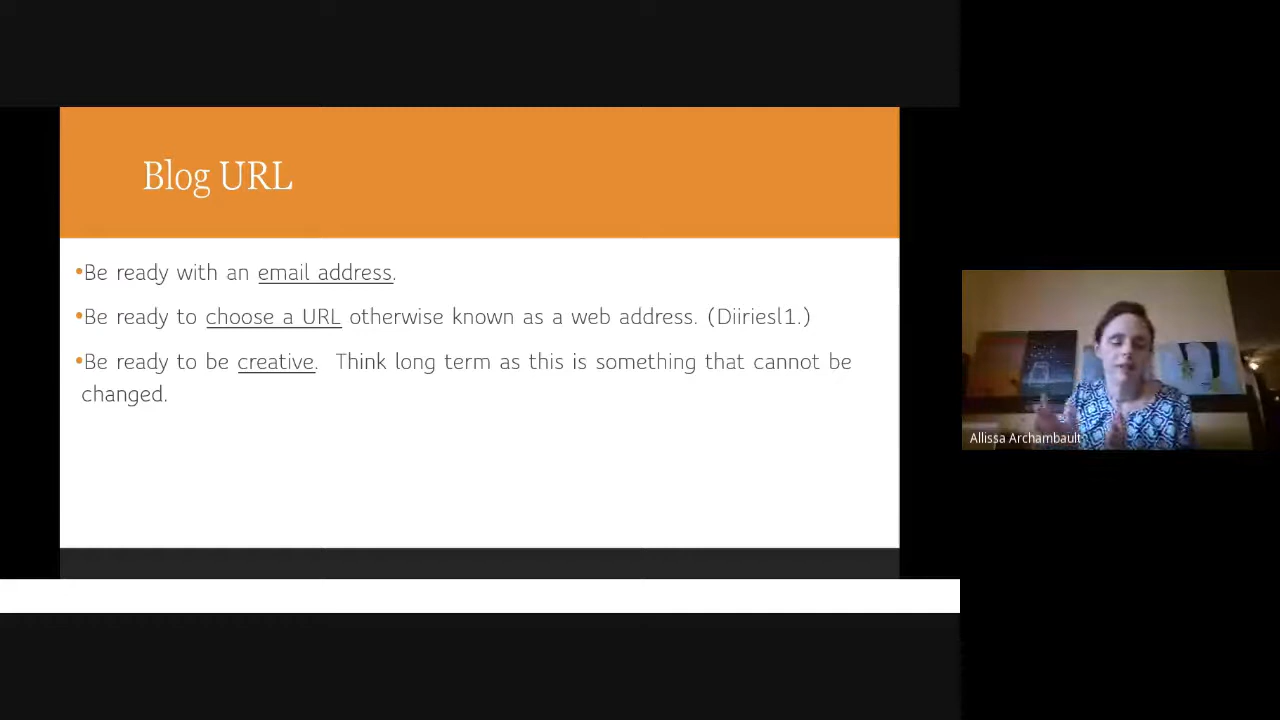 Blog URL
•Be ready with an email address.
•Be ready to choose a URL otherwise known as a web address. (Diiriesl1.)
•Be ready to be creative.  Think long term as this is something that cannot be
changed.
Allissa Archambault